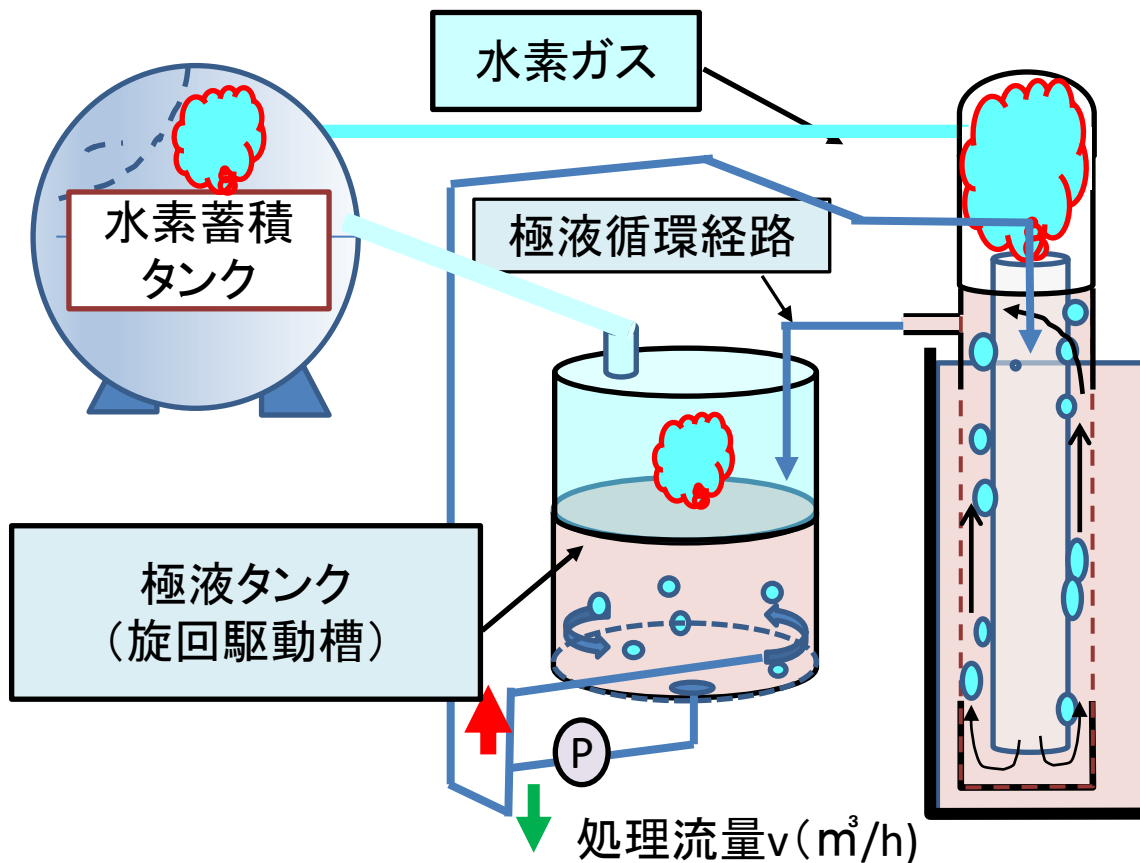 水素ガス
水素蓄積
タンク
極液循環経路
極液タンク
（旋回駆動槽）
P
処理流量v（㎥/h)